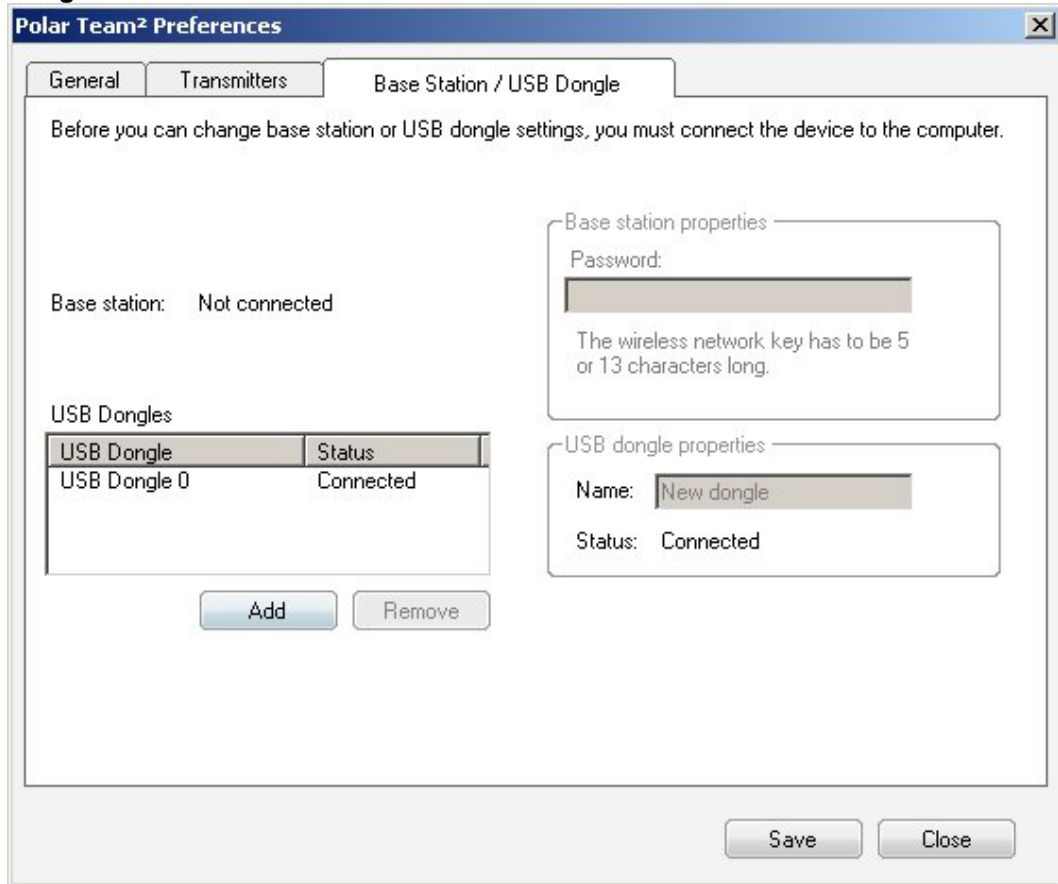 Polar Team² Preferences
General Transmitters Base Station / USB Dongle
Before you can change base station or USB dongle settings, you must connect the device to the computer.
Base station properties
Password:
Base station: Not connected
The wireless network key has to be 5
or 13 characters long.
USB Dongles
USB Dongle Status
USB Dongle 0 Connected
USB dongle properties
Name: New dongle
Status: Connected
Add Remove
Save Close